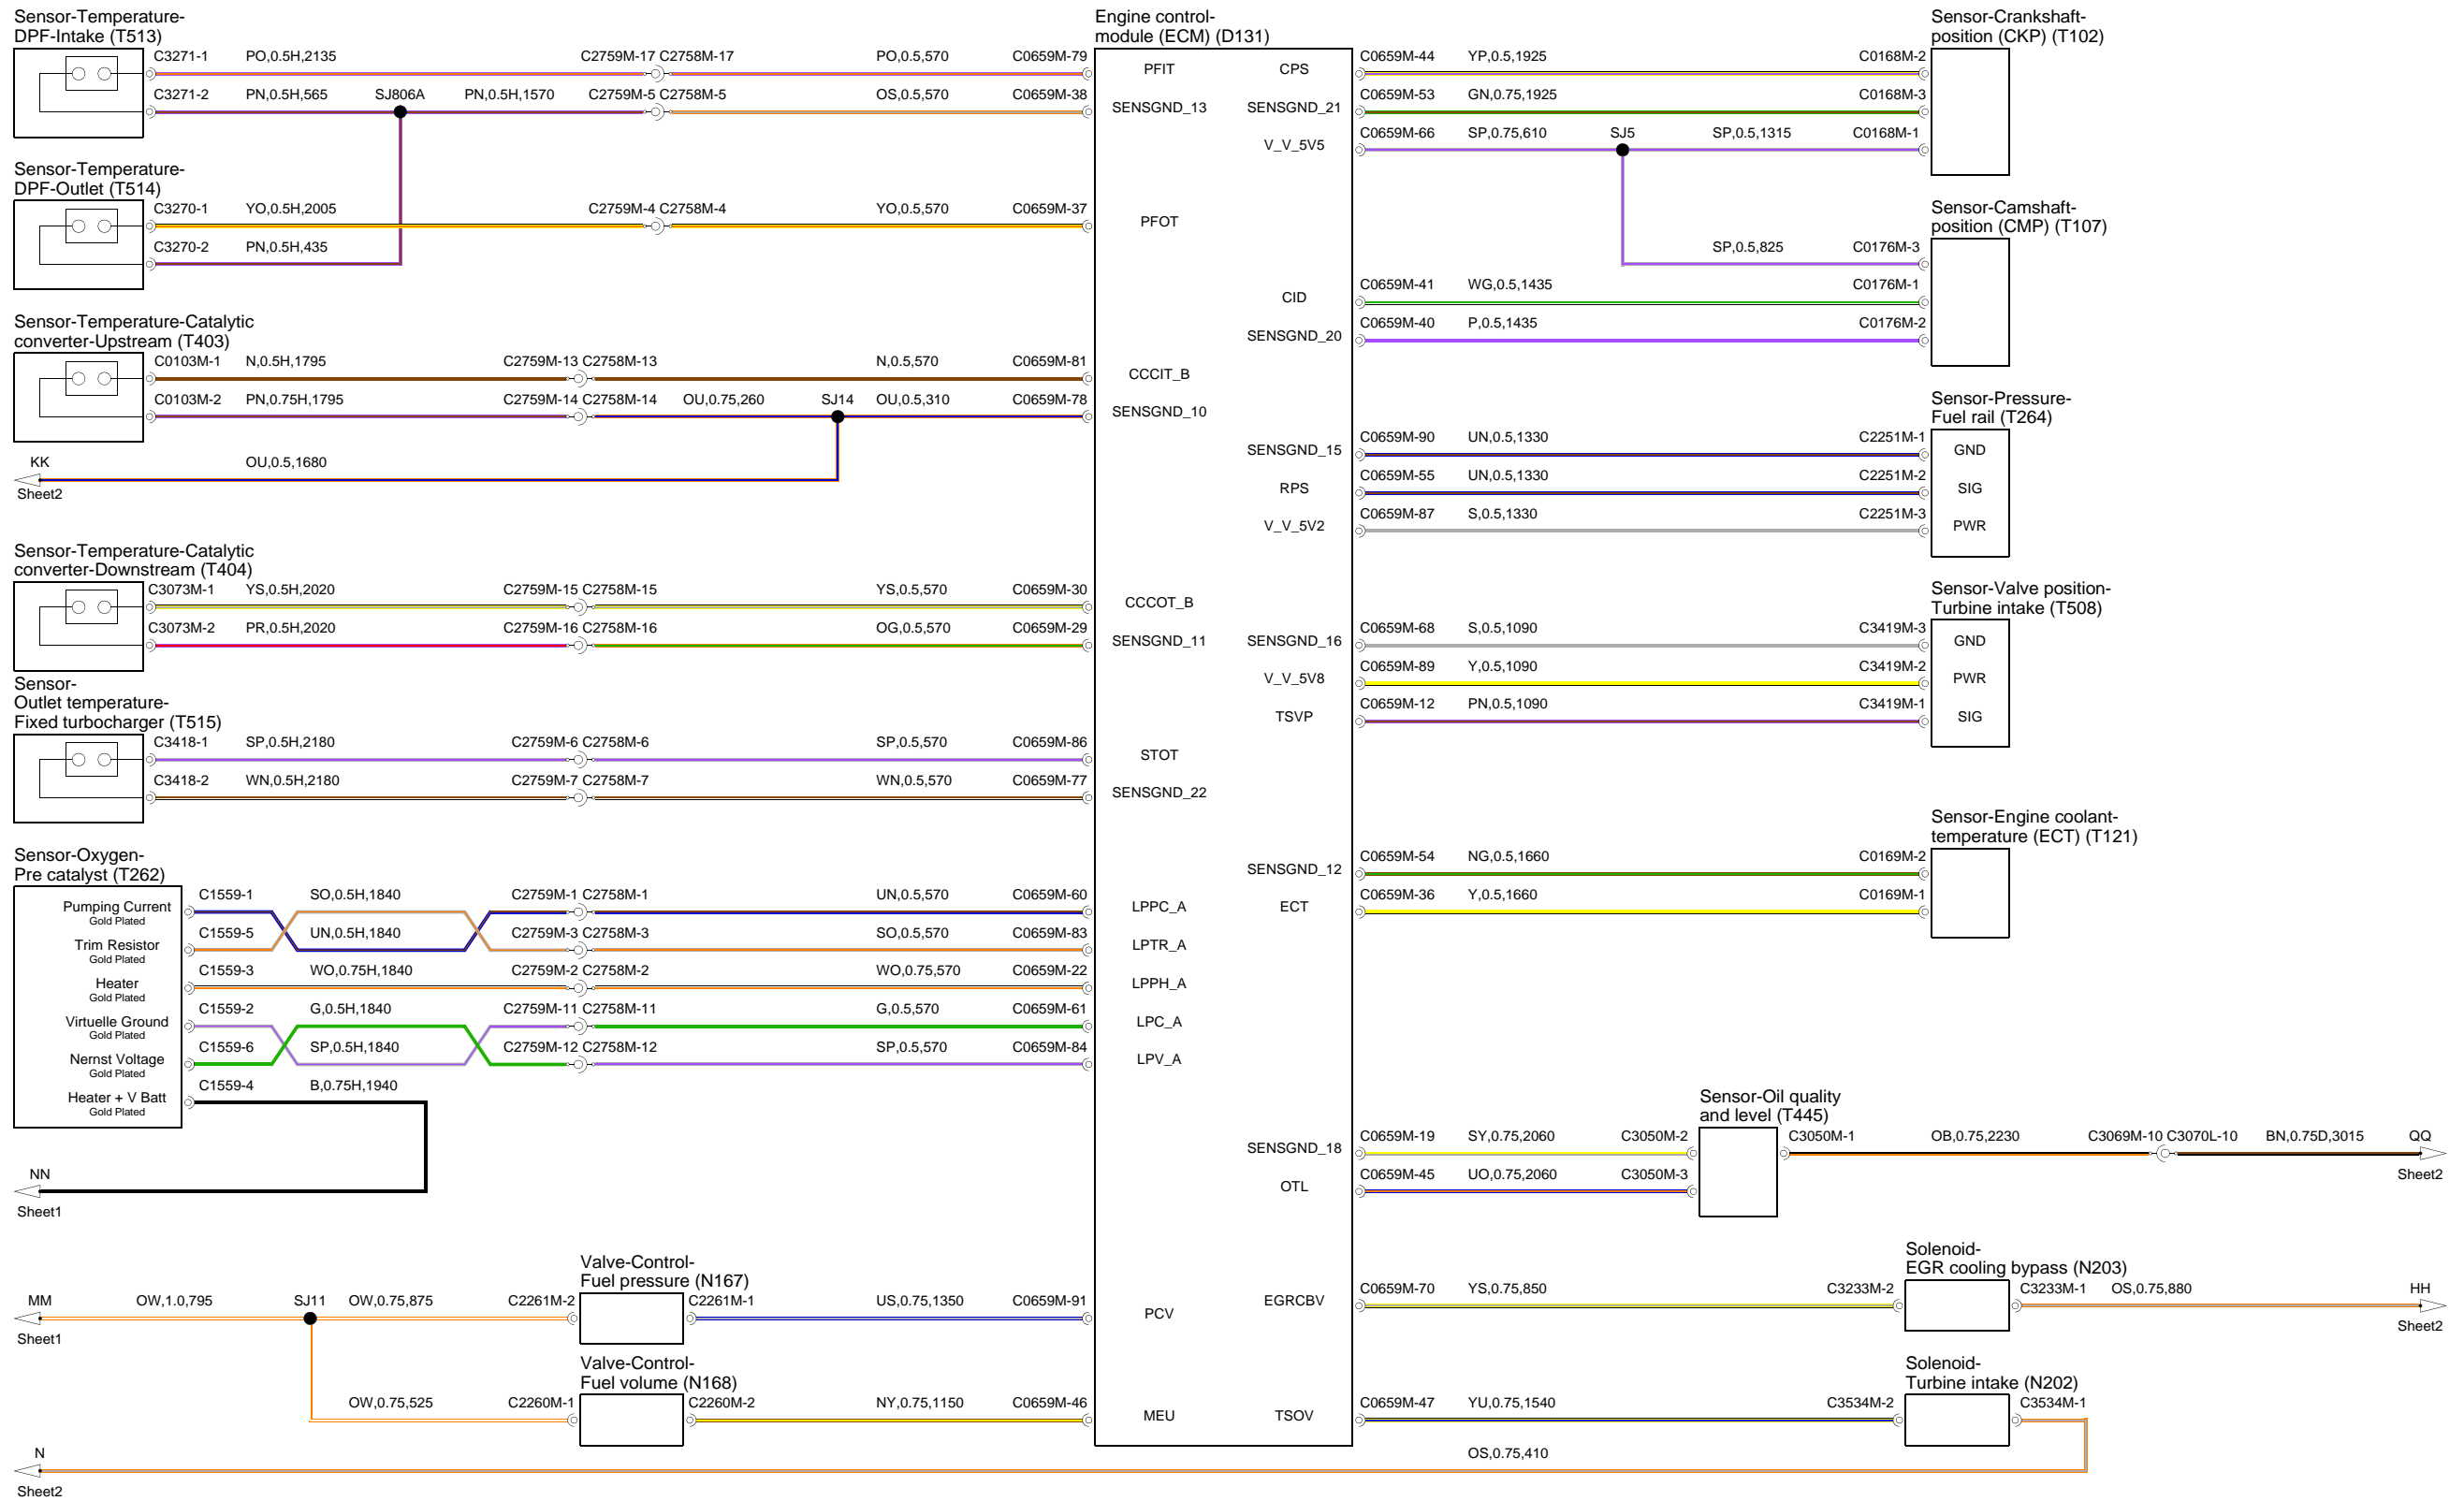 Sensor-Temperature-
DPF-Intake (T513)
C3271-1 PO,0.5H,2135 C2759M-17 C2758M-17 PO,0.5,570 C0659M-79
C3271-2 PN,0.5H,565 SJ806A PN,0.5H,1570 C2759M-5 C2758M-5 OS,0.5,570 C0659M-38
Sensor-Temperature-
DPF-Outlet (T514)
C3270-1 YO,0.5H,2005 C2759M-4 C2758M-4 YO,0.5,570 C0659M-37
C3270-2 PN,0.5H,435
Sensor-Temperature-Catalytic
converter-Upstream (T403)
C0103M-1 N,0.5H,1795 C2759M-13 C2758M-13 N,0.5,570 C0659M-81
C0103M-2 PN,0.75H,1795 C2759M-14 C2758M-14 OU,0.75,260 SJ14 OU,0.5,310 C0659M-78
KK OU,0.5,1680
Sheet2
Sensor-Temperature-Catalytic
converter-Downstream (T404)
C3073M-1 YS,0.5H,2020 C2759M-15 C2758M-15 YS,0.5,570 C0659M-30
C3073M-2 PR,0.5H,2020 C2759M-16 C2758M-16 OG,0.5,570 C0659M-29
Sensor-
Outlet temperature-
Fixed turbocharger (T515)
C3418-1 SP,0.5H,2180 C2759M-6 C2758M-6 SP,0.5,570 C0659M-86
C3418-2 WN,0.5H,2180 C2759M-7 C2758M-7 WN,0.5,570 C0659M-77
Sensor-Oxygen-
Pre catalyst (T262)
Pumping Current
Gold Plated
C1559-1 SO,0.5H,1840 C2759M-1 C2758M-1 UN,0.5,570 C0659M-60
Trim Resistor
Gold Plated
C1559-5 UN,0.5H,1840 C2759M-3 C2758M-3 SO,0.5,570 C0659M-83
Heater
Gold Plated
C1559-3 WO,0.75H,1840 C2759M-2 C2758M-2 WO,0.75,570 C0659M-22
Virtuelle Ground
Gold Plated
C1559-2 G,0.5H,1840 C2759M-11 C2758M-11 G,0.5,570 C0659M-61
Nernst Voltage
Gold Plated
C1559-6 SP,0.5H,1840 C2759M-12 C2758M-12 SP,0.5,570 C0659M-84
Heater + V Batt
Gold Plated
C1559-4 B,0.75H,1940
NN
Sheet1
MM OW,1.0,795 SJ11 OW,0.75,875 C2261M-2
Sheet1
Valve-Control-
Fuel pressure (N167)
C2261M-1 US,0.75,1350 C0659M-91
Valve-Control-
Fuel volume (N168)
OW,0.75,525 C2260M-1 C2260M-2 NY,0.75,1150 C0659M-46
N
Sheet2
Engine control-
module (ECM) (D131)
PFIT CPS
SENSGND_13 SENSGND_21
V_V_5V5
PFOT
CID
SENSGND_20
CCCIT_B
SENSGND_10
SENSGND_15
RPS
V_V_5V2
CCCOT_B
SENSGND_11 SENSGND_16
V_V_5V8
TSVP
STOT
SENSGND_22
SENSGND_12
LPPC_A ECT
LPTR_A
LPPH_A
LPC_A
LPV_A
SENSGND_18
OTL
EGRCBV
PCV
MEU TSOV
Sensor-Crankshaft-
position (CKP) (T102)
C0659M-44 YP,0.5,1925 C0168M-2
C0659M-53 GN,0.75,1925 C0168M-3
C0659M-66 SP,0.75,610 SJ5 SP,0.5,1315 C0168M-1
Sensor-Camshaft-
position (CMP) (T107)
SP,0.5,825 C0176M-3
C0659M-41 WG,0.5,1435 C0176M-1
C0659M-40 P,0.5,1435 C0176M-2
Sensor-Pressure-
Fuel rail (T264)
C0659M-90 UN,0.5,1330 C2251M-1 GND
C0659M-55 UN,0.5,1330 C2251M-2 SIG
C0659M-87 S,0.5,1330 C2251M-3 PWR
Sensor-Valve position-
Turbine intake (T508)
C0659M-68 S,0.5,1090 C3419M-3 GND
C0659M-89 Y,0.5,1090 C3419M-2 PWR
C0659M-12 PN,0.5,1090 C3419M-1 SIG
Sensor-Engine coolant-
temperature (ECT) (T121)
C0659M-54 NG,0.5,1660 C0169M-2
C0659M-36 Y,0.5,1660 C0169M-1
Sensor-Oil quality
and level (T445)
C0659M-19 SY,0.75,2060 C3050M-2 C3050M-1 OB,0.75,2230 C3069M-10 C3070L-10 BN,0.75D,3015 QQ
Sheet2
C0659M-45 UO,0.75,2060 C3050M-3
Solenoid-
EGR cooling bypass (N203)
C0659M-70 YS,0.75,850 C3233M-2 C3233M-1 OS,0.75,880 HH
Sheet2
Solenoid-
Turbine intake (N202)
C0659M-47 YU,0.75,1540 C3534M-2 C3534M-1
OS,0.75,410